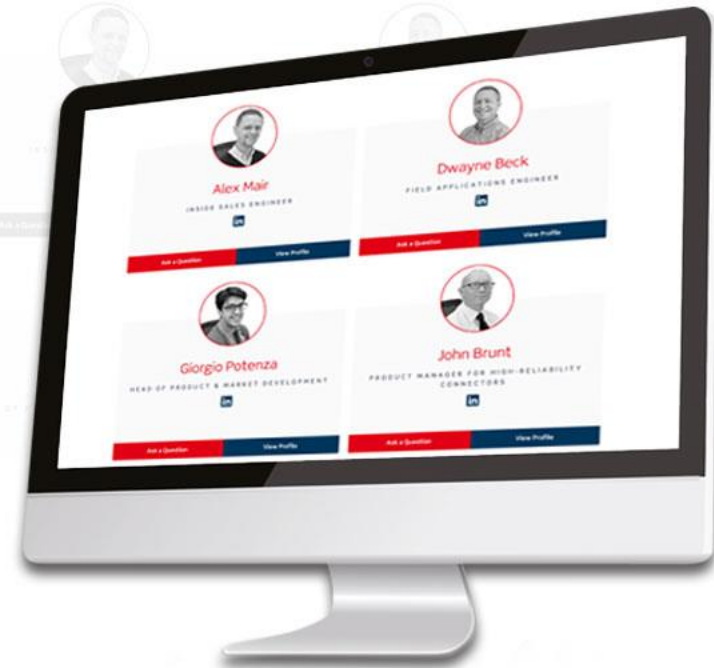 Alex Mair
INSIDE SALES ENGINEER
in
Ask a Question
View Profile
Dwayne Beck
FIELD APPLICATIONS ENGINEER
in
Ask a Question
View Profile
Giorgio Potenza
HEAD OF PRODUCT & MARKET DEVELOPMENT
in
Ask a Question
View Profile
John Brunt
PRODUCT MANAGER FOR HIGH-RELIABILITY
CONNECTORS
in
Ask a Question
View Profile